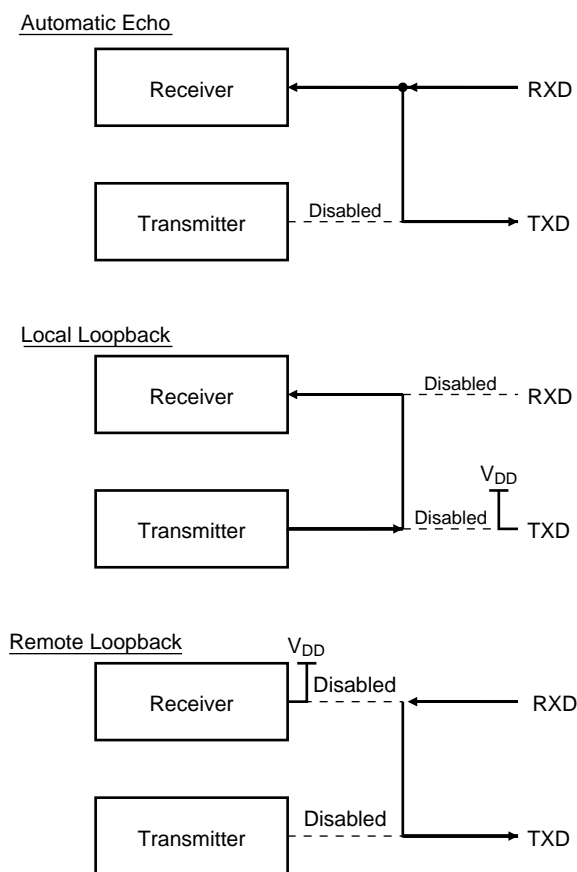 Automatic Echo
Receiver
RXD
Transmitter
Disabled
TXD
Local Loopback
Receiver
Disabled
RXD
VDD
Transmitter
Disabled
TXD
Remote Loopback
VDD
Receiver
Disabled
RXD
Transmitter
Disabled
TXD